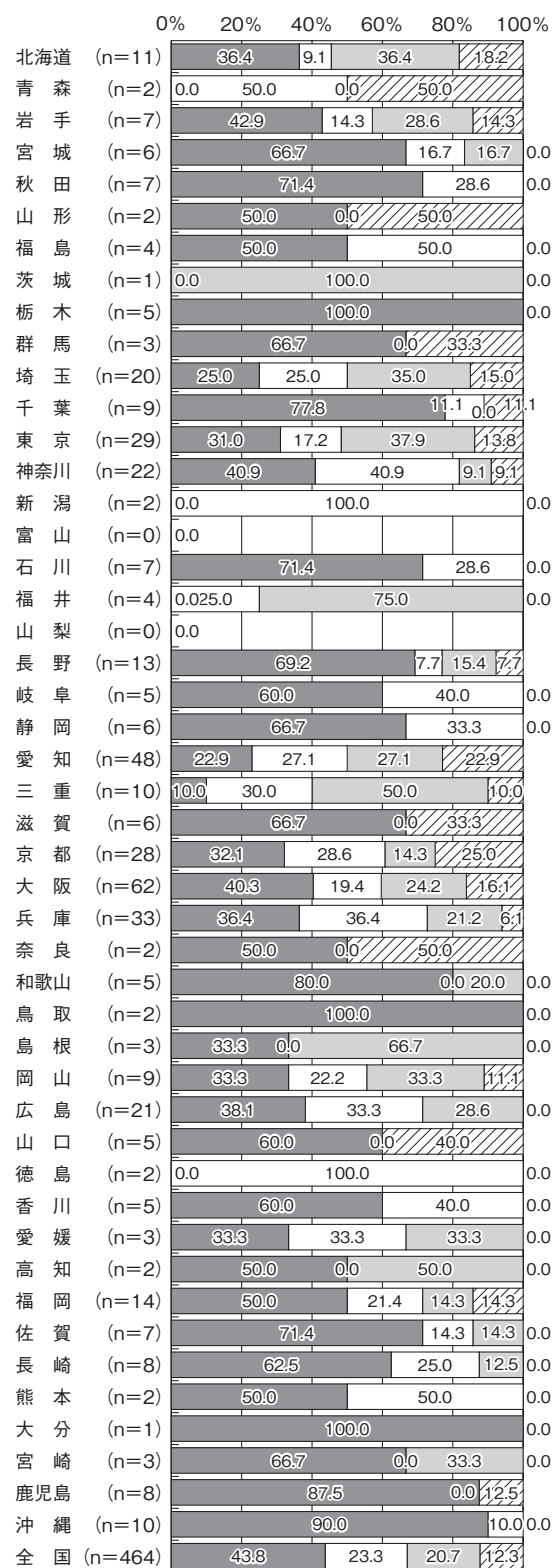 0% 20% 40% 60% 80% 100%
北海道 (n=11) 36.4 9.1 36.4 18.2
青森 (n=2) 0.0 50.0 0.0 50.0
岩手 (n=7) 42.9 14.3 28.6 14.3
宮城 (n=6) 66.7 16.7 16.7 0.0
秋田 (n=7) 71.4 28.6 0.0
山形 (n=2) 50.0 0.0 50.0
福島 (n=4) 50.0 50.0 0.0
茨城 (n=1) 0.0 100.0 0.0
栃木 (n=5) 100.0 0.0
群馬 (n=3) 66.7 0.0 33.3
埼玉 (n=20) 25.0 25.0 35.0 15.0
千葉 (n=9) 77.8 11.1 0.0 11.1
東京 (n=29) 31.0 17.2 37.9 13.8
神奈川 (n=22) 40.9 40.9 9.1 9.1
新潟 (n=2) 0.0 100.0 0.0
富山 (n=0) 0.0
石川 (n=7) 71.4 28.6 0.0
福井 (n=4) 0.0 25.0 75.0 0.0
山梨 (n=0) 0.0
長野 (n=13) 69.2 7.7 15.4 7.7
岐阜 (n=5) 60.0 40.0 0.0
静岡 (n=6) 66.7 33.3 0.0
愛知 (n=48) 22.9 27.1 27.1 22.9
三重 (n=10) 10.0 30.0 50.0 10.0
滋賀 (n=6) 66.7 0.0 33.3
京都 (n=28) 32.1 28.6 14.3 25.0
大阪 (n=62) 40.3 19.4 24.2 16.1
兵庫 (n=33) 36.4 36.4 21.2 6.1
奈良 (n=2) 50.0 0.0 50.0
和歌山 (n=5) 80.0 0.0 20.0 0.0
鳥取 (n=2) 100.0 0.0
島根 (n=3) 33.3 0.0 66.7 0.0
岡山 (n=9) 33.3 22.2 33.3 11.1
広島 (n=21) 38.1 33.3 28.6 0.0
山口 (n=5) 60.0 0.0 40.0
徳島 (n=2) 0.0 100.0 0.0
香川 (n=5) 60.0 40.0 0.0
愛媛 (n=3) 33.3 33.3 33.3 0.0
高知 (n=2) 50.0 0.0 50.0 0.0
福岡 (n=14) 50.0 21.4 14.3 14.3
佐賀 (n=7) 71.4 14.3 14.3 0.0
長崎 (n=8) 62.5 25.0 12.5 0.0
熊本 (n=2) 50.0 50.0 0.0
大分 (n=1) 100.0 0.0
宮崎 (n=3) 66.7 0.0 33.3 0.0
鹿児島 (n=8) 87.5 0.0 12.5
沖縄 (n=10) 90.0 10.0 0.0
全国 (n=464) 43.8 23.3 20.7 12.3